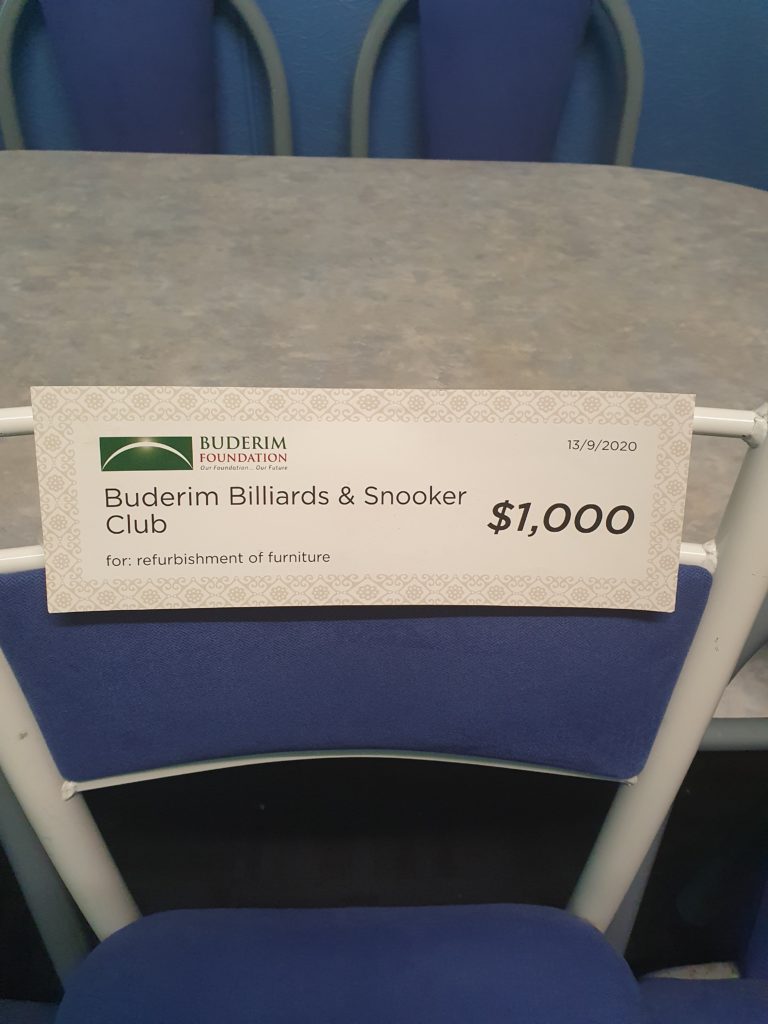 BUDERIM
FOUNDATION
Our Foundation... Our Future
13/9/2020
Buderim Billiards & Snooker
Club
$1,000
for: refurbishment of furniture